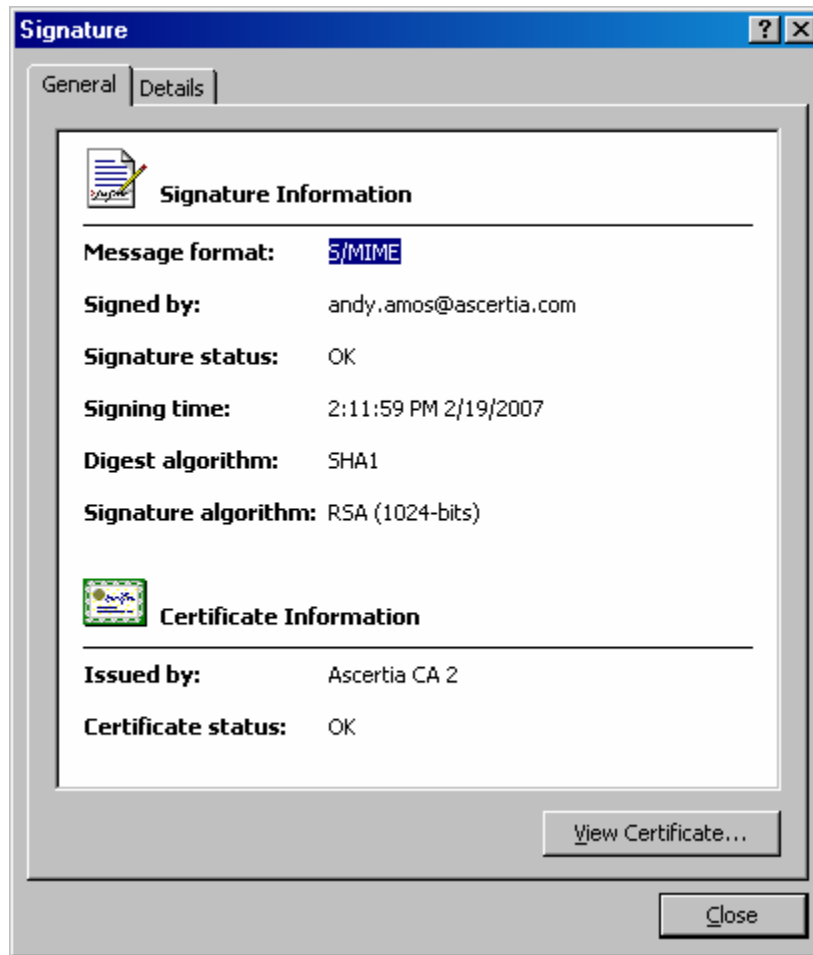 Signature
General Details
Signature Information
Message format: S/MIME
Signed by: andy.amos@ascertia.com
Signature status: OK
Signing time: 2:11:59 PM 2/19/2007
Digest algorithm: SHA1
Signature algorithm: RSA (1024-bits)
Certificate Information
Issued by: Ascertia CA 2
Certificate status: OK
View Certificate...
Close